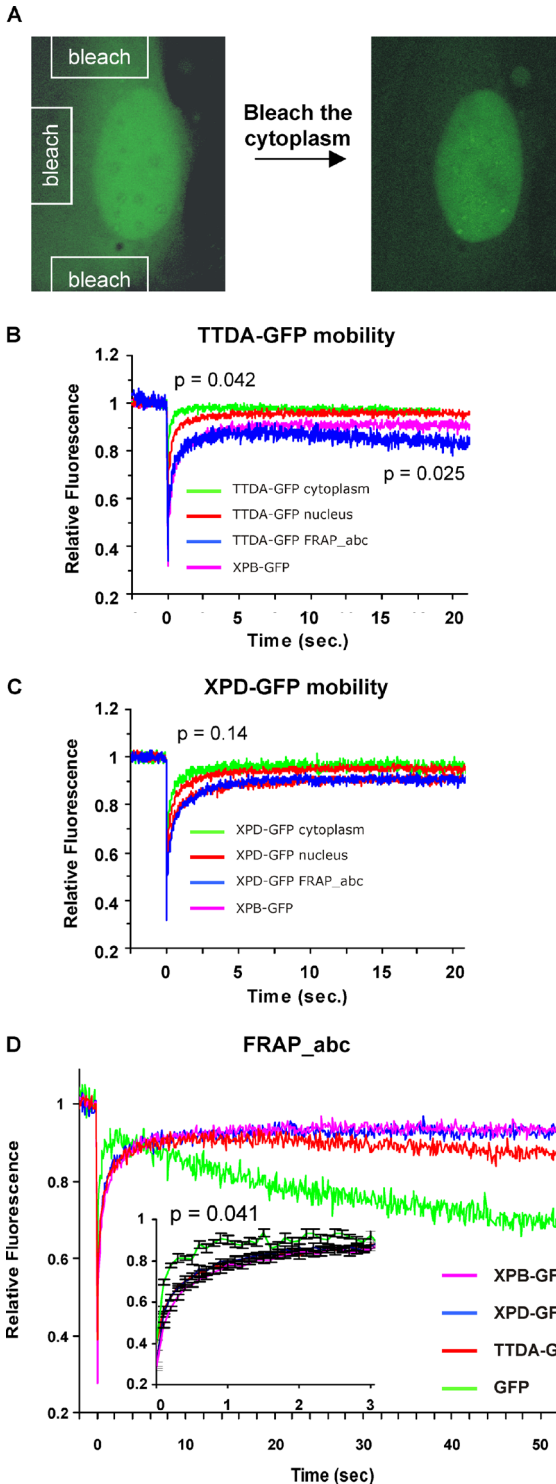 A
bleach
bleach
bleach
Bleach the
cytoplasm
B
TTDA-GFP mobility
Relative Fluorescence
1.2
1
0.8
0.6
0.4
0.2
p = 0.042
p = 0.025
TTDA-GFP cytoplasm
TTDA-GFP nucleus
TTDA-GFP FRAP_abc
XPB-GFP
0 5 10 15 20
Time (sec.)
C
XPD-GFP mobility
Relative Fluorescence
1.2
1
0.8
0.6
0.4
0.2
p = 0.14
XPD-GFP cytoplasm
XPD-GFP nucleus
XPD-GFP FRAP_abc
XPB-GFP
0 5 10 15 20
Time (sec.)
D
FRAP_abc
Relative Fluorescence
1
0.8
0.6
0.4
0.2
p = 0.041
1
0.8
0.6
0.4
0.2
0 1 2 3
XPB-GF
XPD-GF
TTDA-G
GFP
0 10 20 30 40 50
Time (sec)